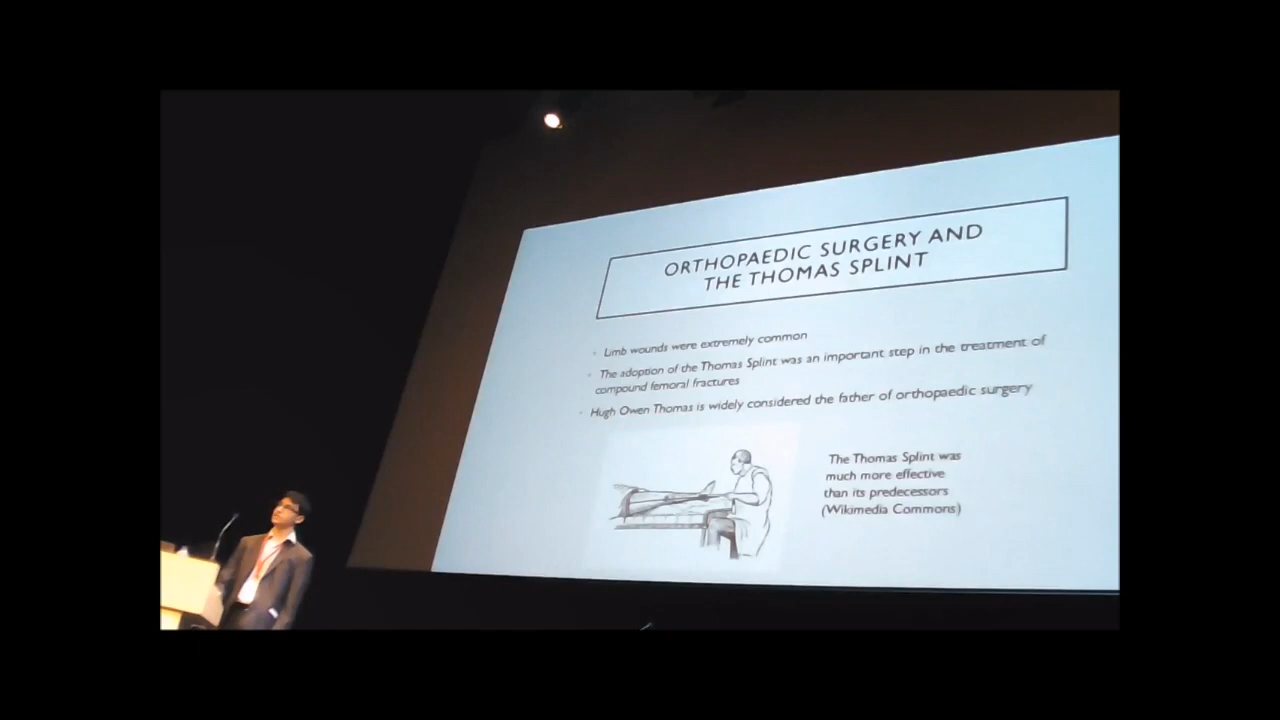 ORTHOPAEDIC SURGERY AND
THE THOMAS SPLINT
Limb wounds were extremely common
The adoption of the Thomas Splint was an important step in the treatment of
compound femoral fractures
Hugh Owen Thomas is widely considered the father of orthopaedic surgery
The Thomas Splint was
much more effective
than its predecessors
(Wikimedia Commons)